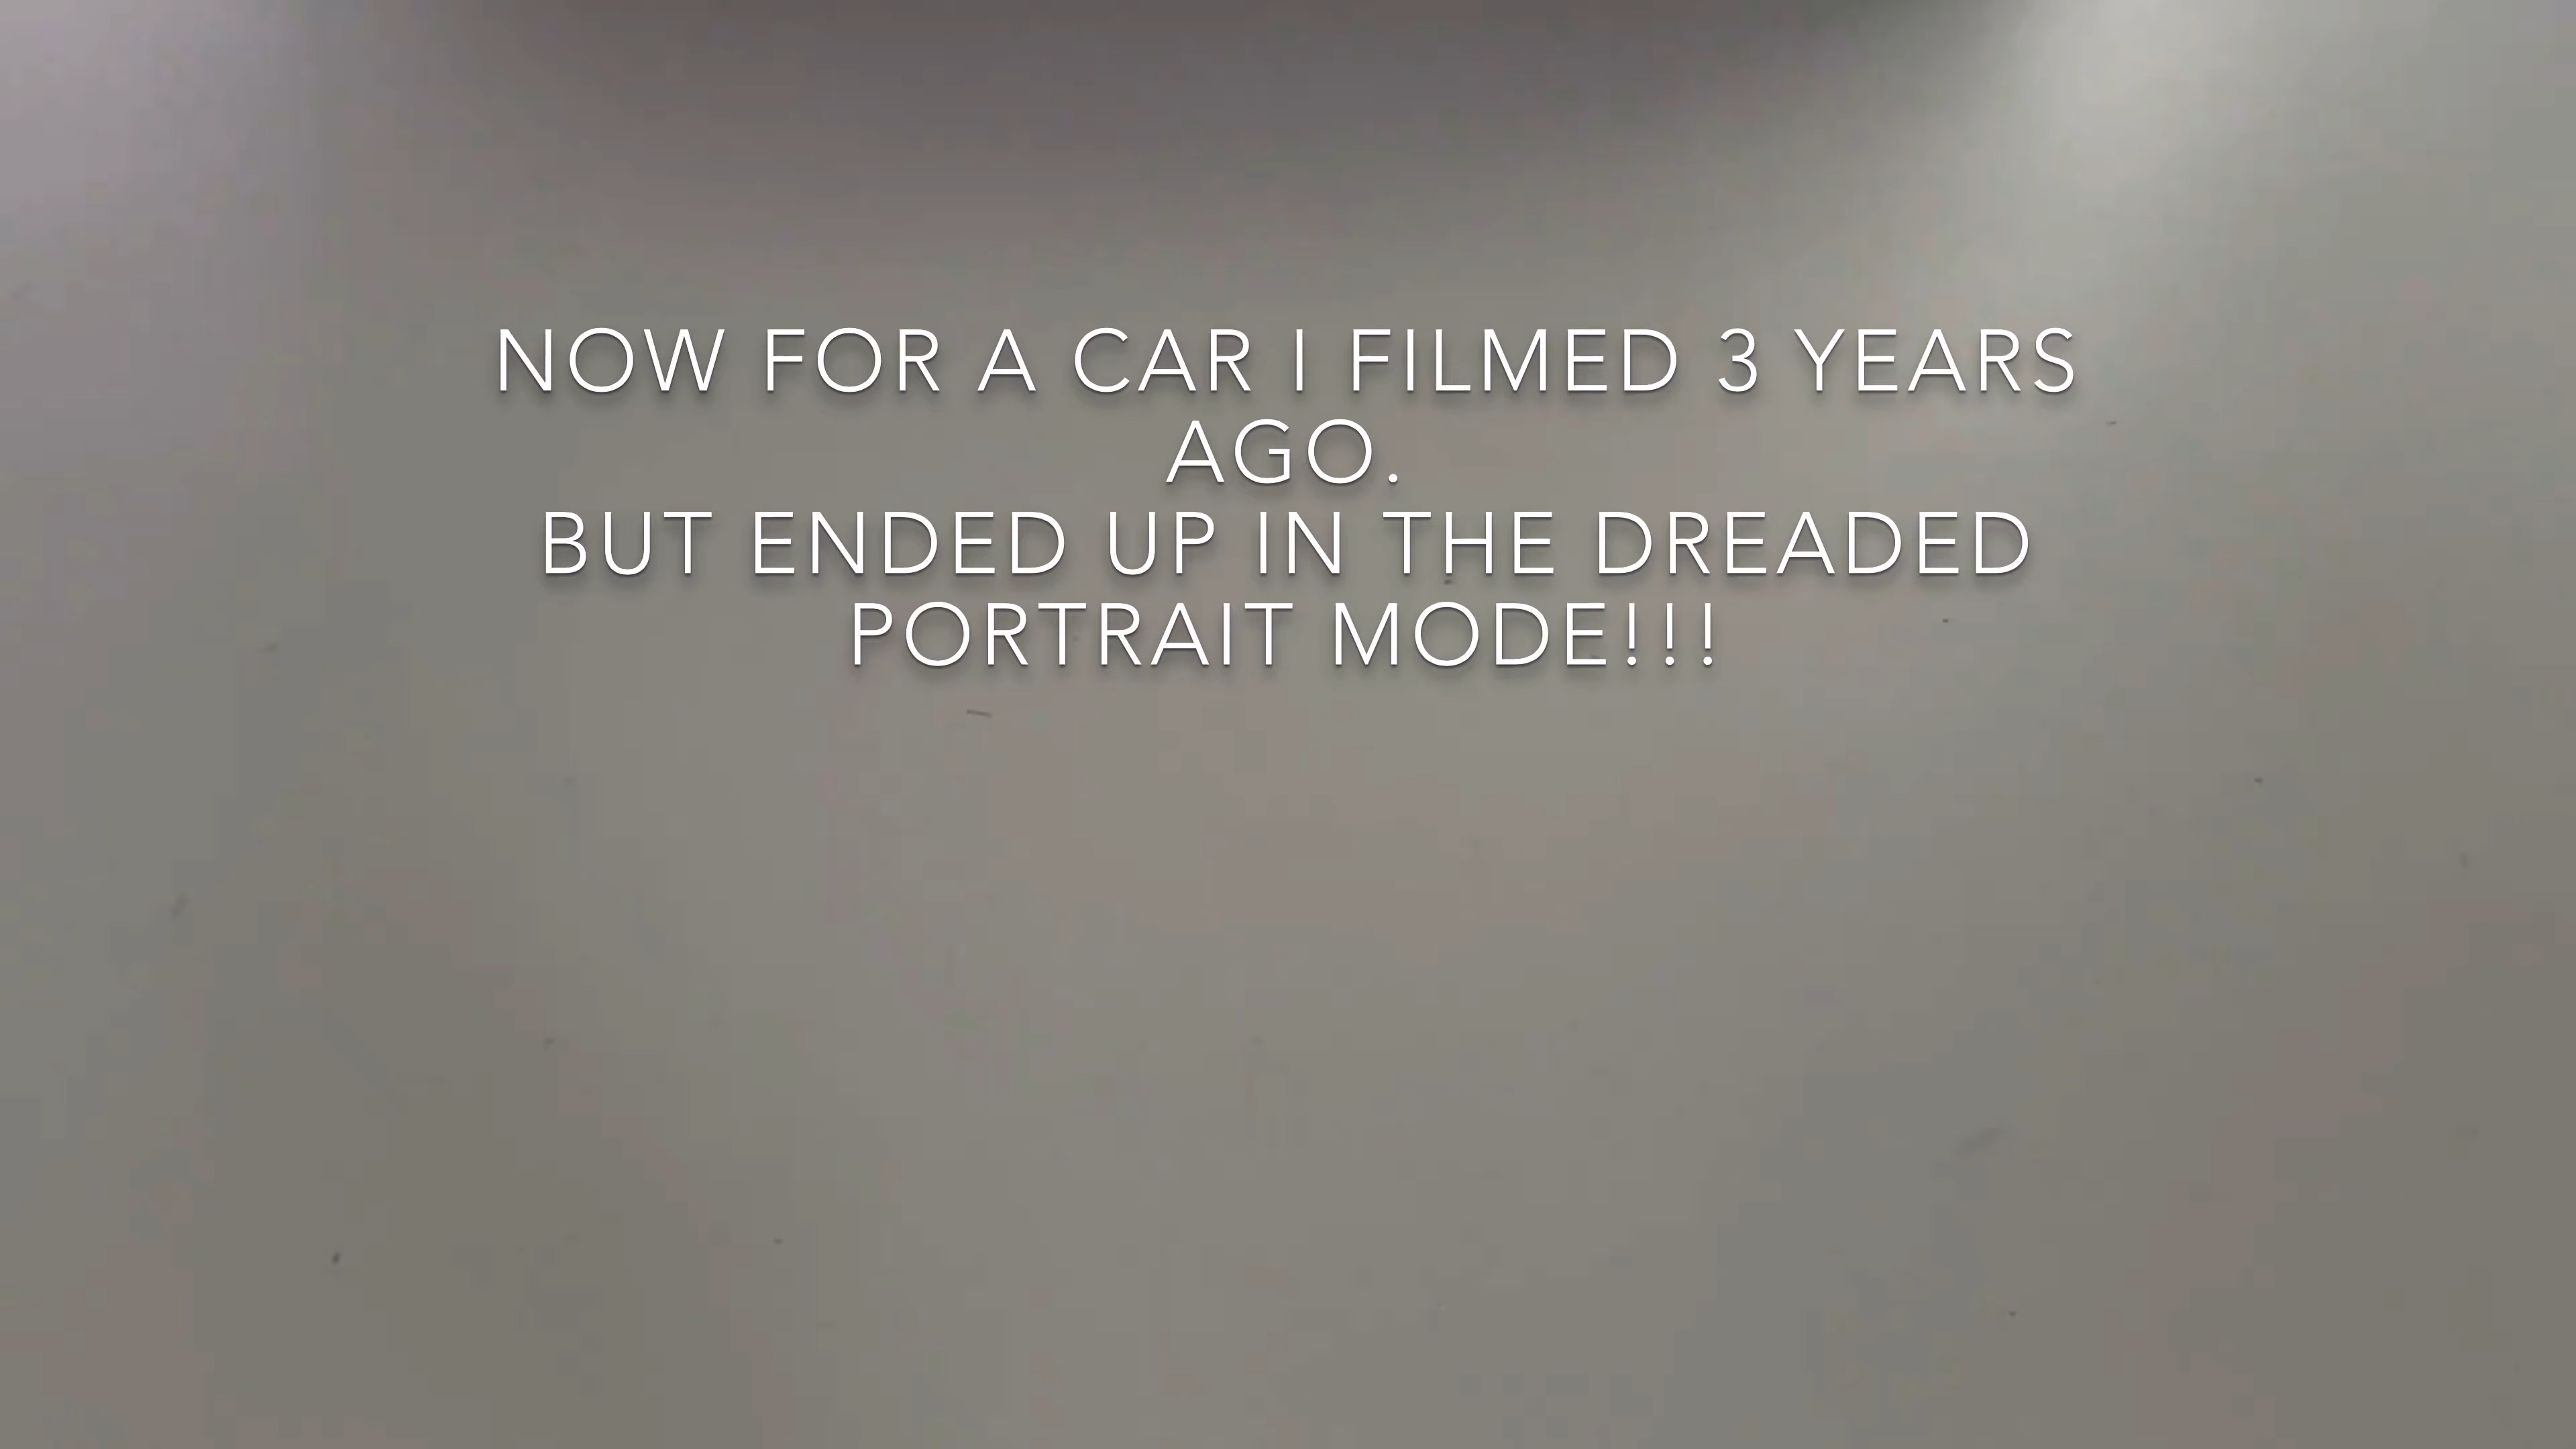 NOW FOR A CAR I FILMED 3 YEARS
AGO.
BUT ENDED UP IN THE DREADED
PORTRAIT MODE!!!